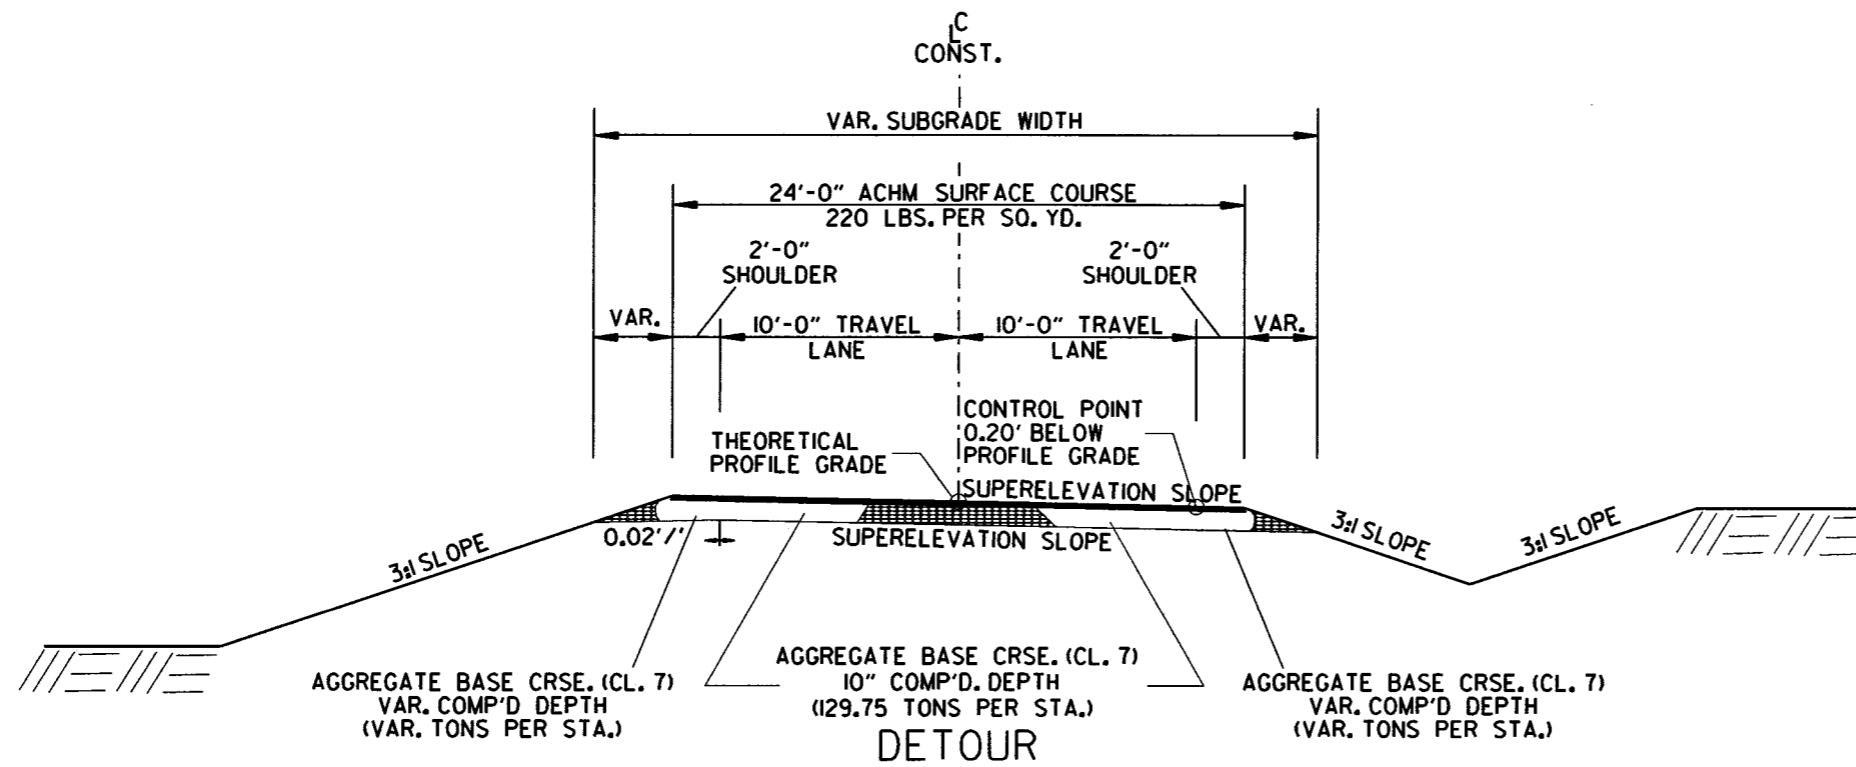 CL
CONST.
VAR. SUBGRADE WIDTH
24'-0" ACHM SURFACE COURSE
220 LBS. PER SQ. YD.
2'-0"
SHOULDER
2'-0"
SHOULDER
VAR.
10'-0" TRAVEL
LANE
10'-0" TRAVEL
LANE
VAR.
THEORETICAL
PROFILE GRADE
CONTROL POINT
0.20' BELOW
PROFILE GRADE
SUPERELEVATION SLOPE
3:1 SLOPE
0.02'/'
SUPERELEVATION SLOPE
3:1 SLOPE
3:1 SLOPE
AGGREGATE BASE CRSE. (CL. 7)
VAR. COMP'D DEPTH
(VAR. TONS PER STA.)
AGGREGATE BASE CRSE. (CL. 7)
10" COMP'D. DEPTH
(129.75 TONS PER STA.)
AGGREGATE BASE CRSE. (CL. 7)
VAR. COMP'D DEPTH
(VAR. TONS PER STA.)
DETOUR